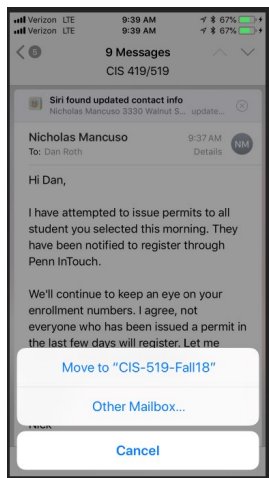 Verizon LTE 9:39 AM 67%
Verizon LTE 9:39 AM 67%
5 9 Messages
CIS 419/519
Siri found updated contact info
Nicholas Mancuso 3330 Walnut S... update...
Nicholas Mancuso 9:37 AM
To: Dan Roth Details NM
Hi Dan,
I have attempted to issue permits to all
student you selected this morning. They
have been notified to register through
Penn InTouch.
We'll continue to keep an eye on your
enrollment numbers. I agree, not
everyone who has been issued a permit in
the last few days will register. Let me
Move to “CIS-519-Fall18”
Other Mailbox...
Nick
Cancel